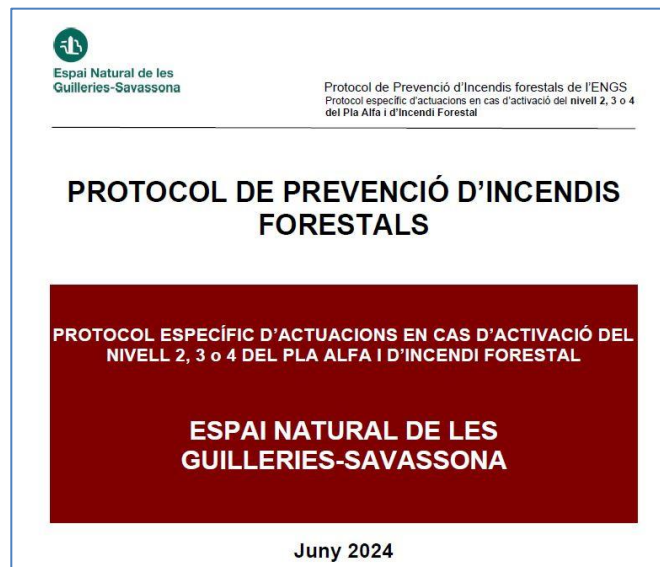 Espai Natural de les
Guilleries-Savassona
Protocol de Prevenció d'Incendis forestals de l'ENGS
Protocol específic d'actuacions en cas d'activació del nivell 2, 3 o 4
del Pla Alfa i d'Incendi Forestal
PROTOCOL DE PREVENCIÓ D'INCENDIS
FORESTALS
PROTOCOL ESPECÍFIC D'ACTUACIONS EN CAS D'ACTIVACIÓ DEL
NIVELL 2, 3 o 4 DEL PLA ALFA I D'INCENDI FORESTAL
ESPAI NATURAL DE LES
GUILLERIES-SAVASSONA
Juny 2024